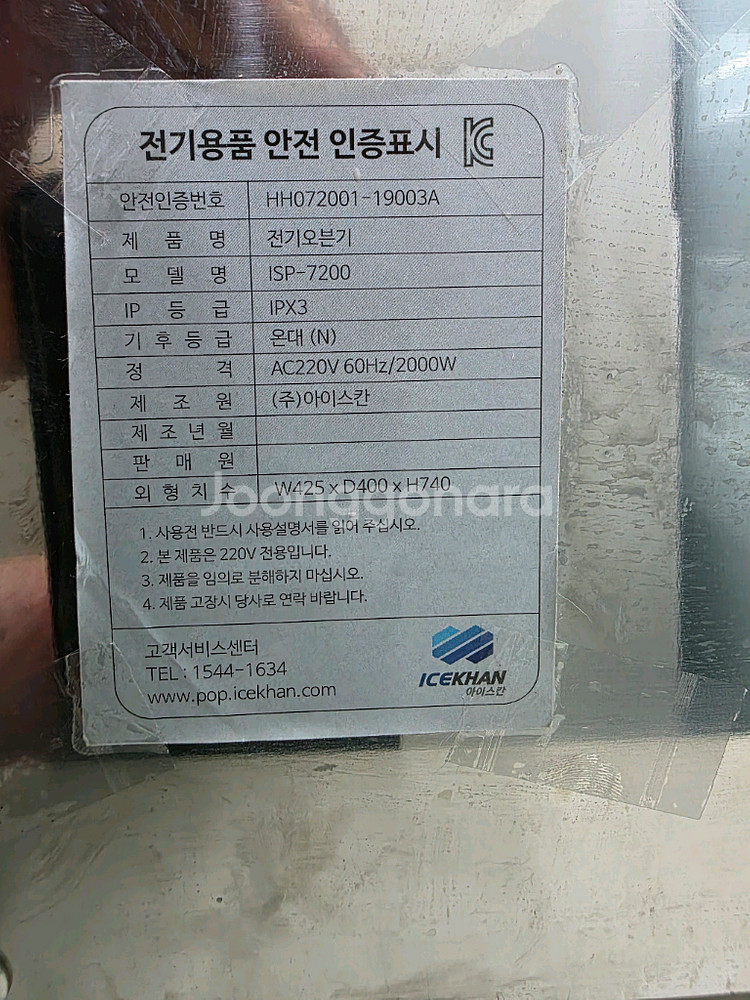 전기용품 안전 인증표시
안전인증번호 HH072001-19003A
제 품 명 전기오븐기
모 델 명 ISP-7200
IP 등 급 IPX3
기 후 등 급 온대 (N)
정 격 AC220V 60Hz/2000W
제 조 원 (주)아이스칸
제 조 년 월
판 매 원
외 형 치 수 W425 x D400 x H740
Joonggonara
1. 사용전 반드시 사용설명서를 읽어 주십시오.
2. 본 제품은 220V 전용입니다.
3. 제품을 임의로 분해하지 마십시오.
4. 제품 고장시 당사로 연락 바랍니다.
고객서비스센터
TEL : 1544-1634
www.pop.icekhan.com
ICEKHAN
아이스칸